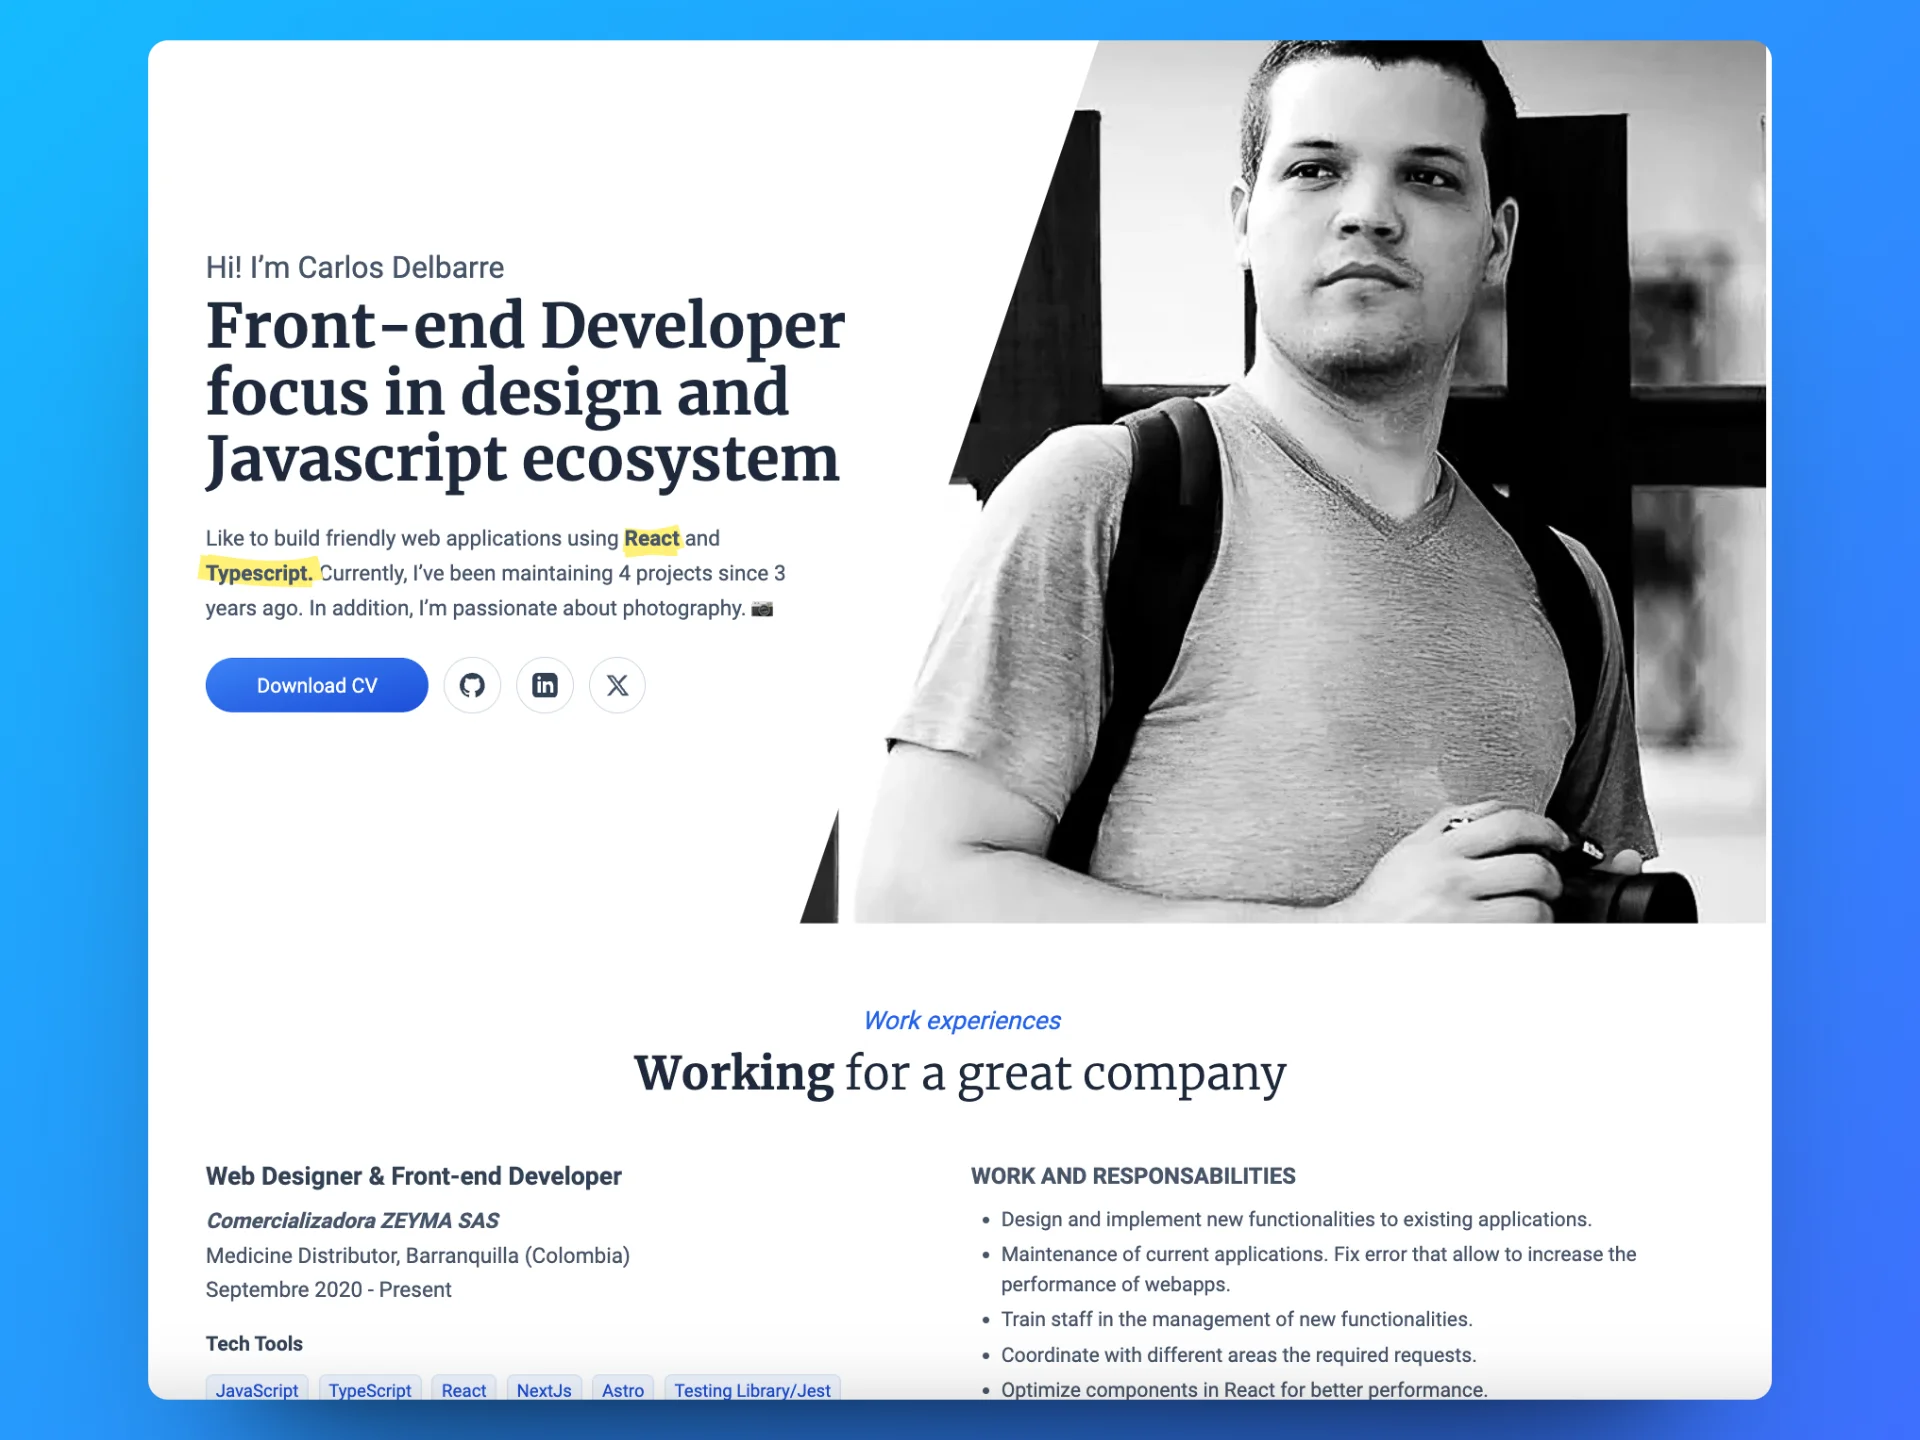 Hi! I’m Carlos Delbarre
Front-end Developer
focus in design and
Javascript ecosystem
Like to build friendly web applications using React and
Typescript. Currently, I’ve been maintaining 4 projects since 3
years ago. In addition, I’m passionate about photography.
Download CV
Work experiences
Working for a great company
Web Designer & Front-end Developer
Comercializadora ZEYMA SAS
Medicine Distributor, Barranquilla (Colombia)
Septembre 2020 - Present
Tech Tools
JavaScript TypeScript React NextJs Astro Testing Library/Jest
WORK AND RESPONSABILITIES
• Design and implement new functionalities to existing applications.
• Maintenance of current applications. Fix error that allow to increase the
performance of webapps.
• Train staff in the management of new functionalities.
• Coordinate with different areas the required requests.
• Optimize components in React for better performance.